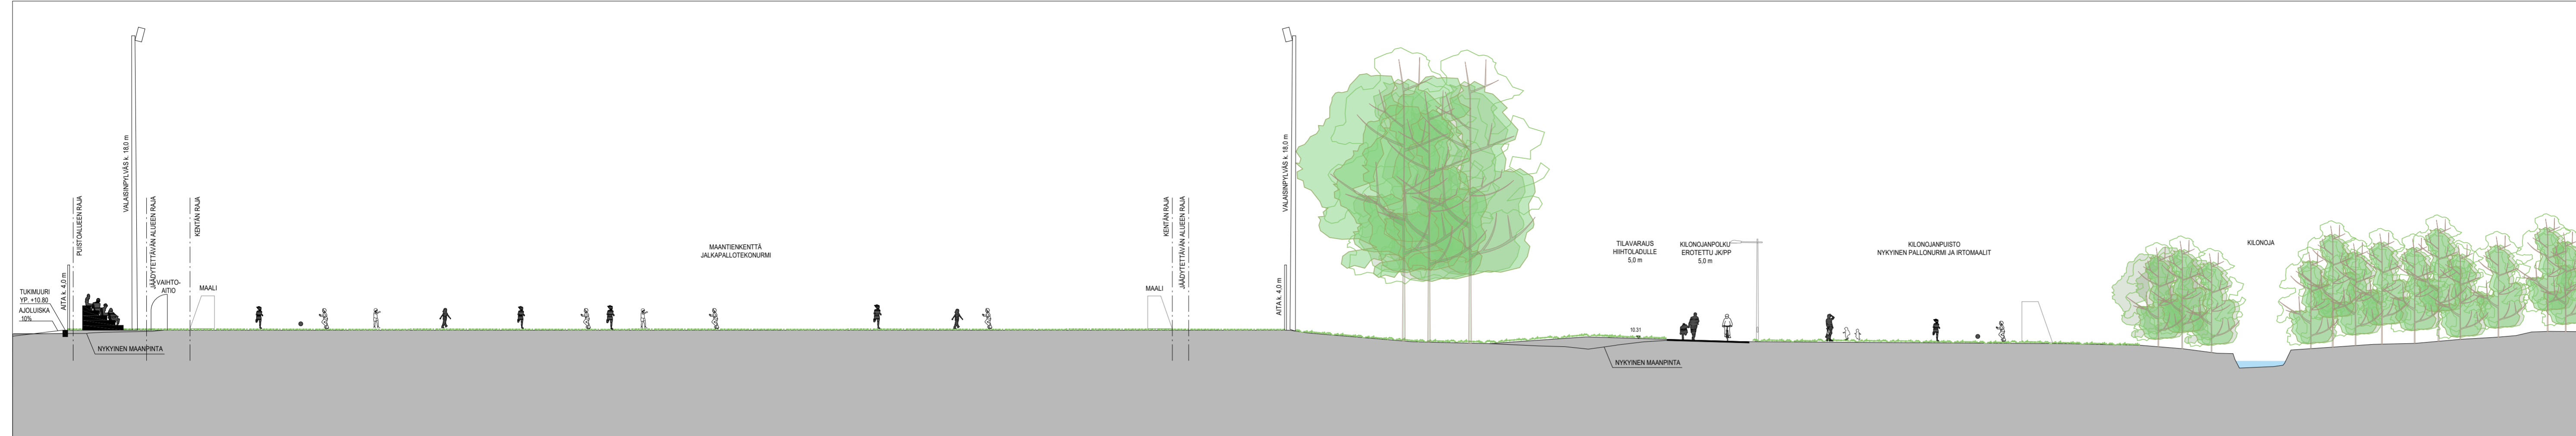 TUKIMUURI
YP. +10.80
AJOLUISKA
10%
AITA k. 4,0 m
PUISTOALUEEN RAJA
VALAISINPYLVÄS k. 18,0 m
JÄÄDYTETTÄVÄN ALUEEN RAJA
VAIHTO-
AITIO
KENTÄN RAJA
MAALI
NYKYINEN MAANPINTA
MAANTIENKENTTÄ
JALKAPALLOTEKONURMI
MAALI
KENTÄN RAJA
JÄÄDYTETTÄVÄN ALUEEN RAJA
VALAISINPYLVÄS k. 18,0 m
AITA k. 4,0 m
TILAVARAUS
HIIHTOLADULLE
5,0 m
10.31
NYKYINEN MAANPINTA
KILONOJANPOLKU
EROTETTU JK/PP
5,0 m
KILONOJANPUISTO
NYKYINEN PALLONURMI JA IRTOMAALIT
KILONOJA